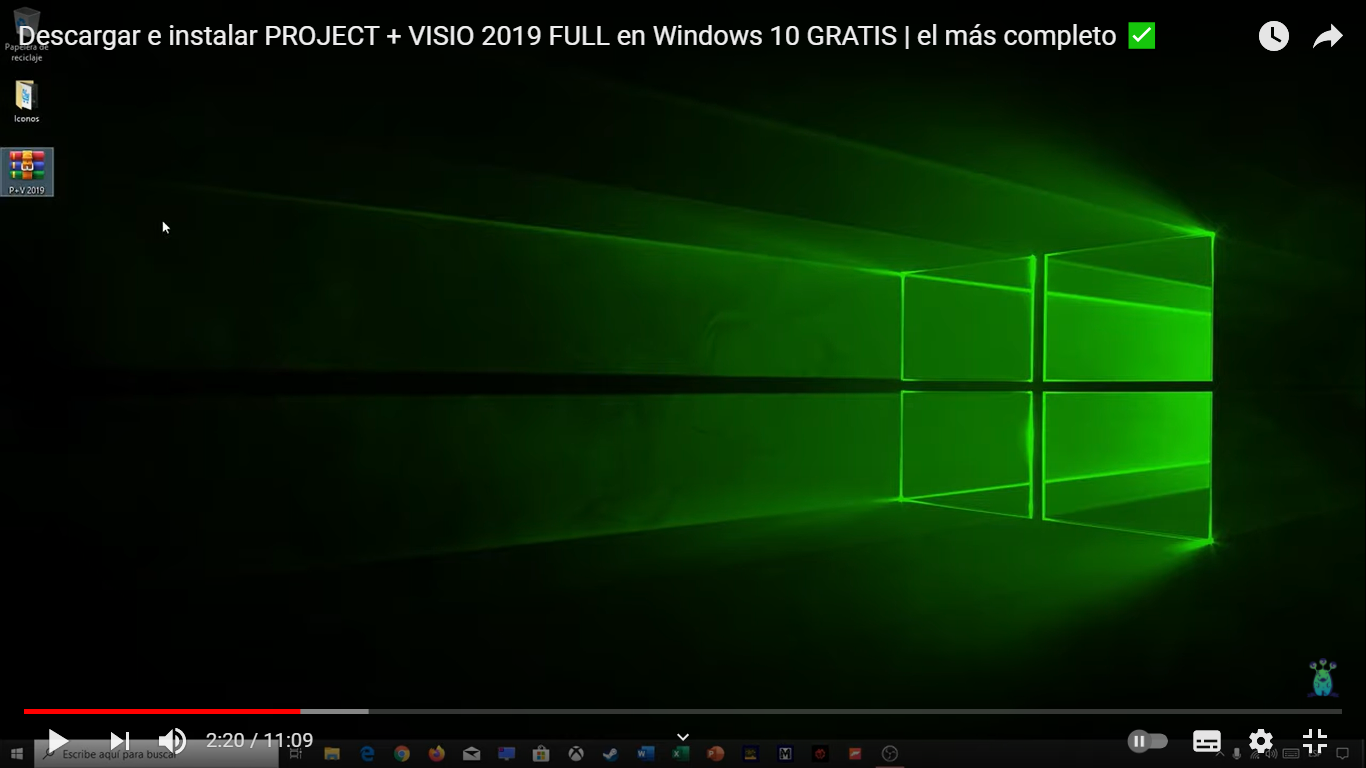 Descargar e instalar PROJECT + VISIO 2019 FULL en Windows 10 GRATIS | el más completo ✅
Papelera de
reciclaje
Iconos
P+V 2019
2:20 / 11:09
Escribe aquí para buscar